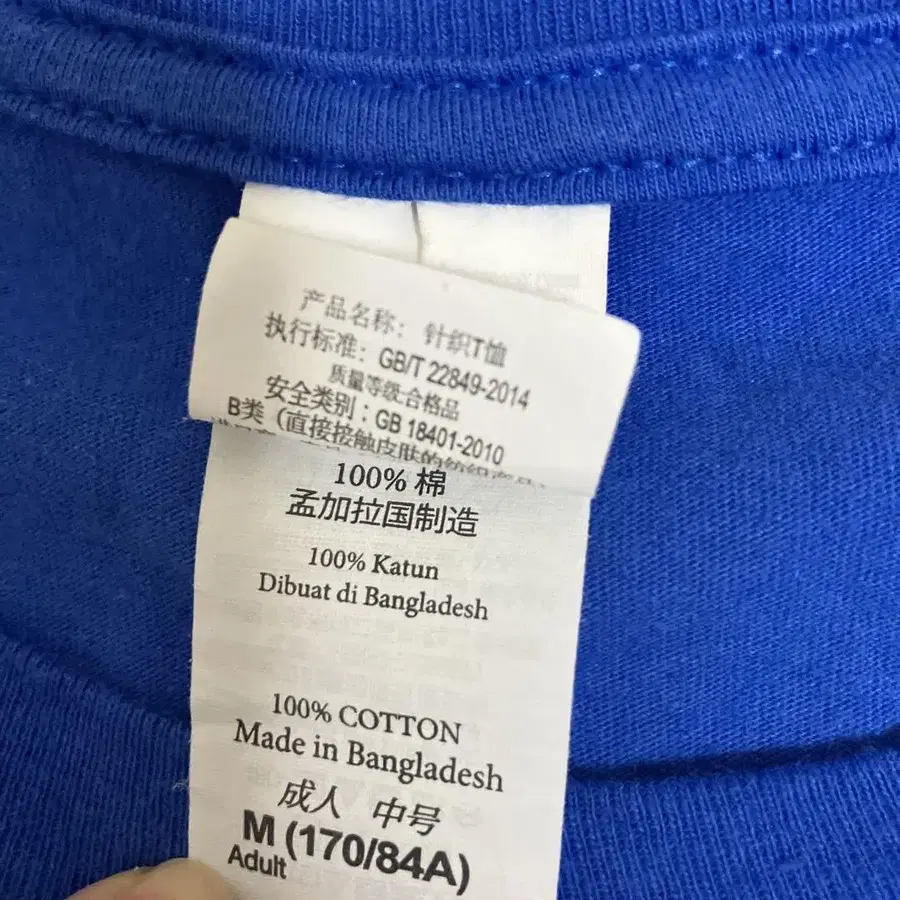 产品名称: 针织T恤
执行标准: GB/T 22849-2014
质量等级:合格品
安全类别: GB 18401-2010
B类 (直接接触皮肤的纺织产品)
100% 棉
孟加拉国制造
100% Katun
Dibuat di Bangladesh
100% COTTON
Made in Bangladesh
成人 中号
M (170/84A)
Adult